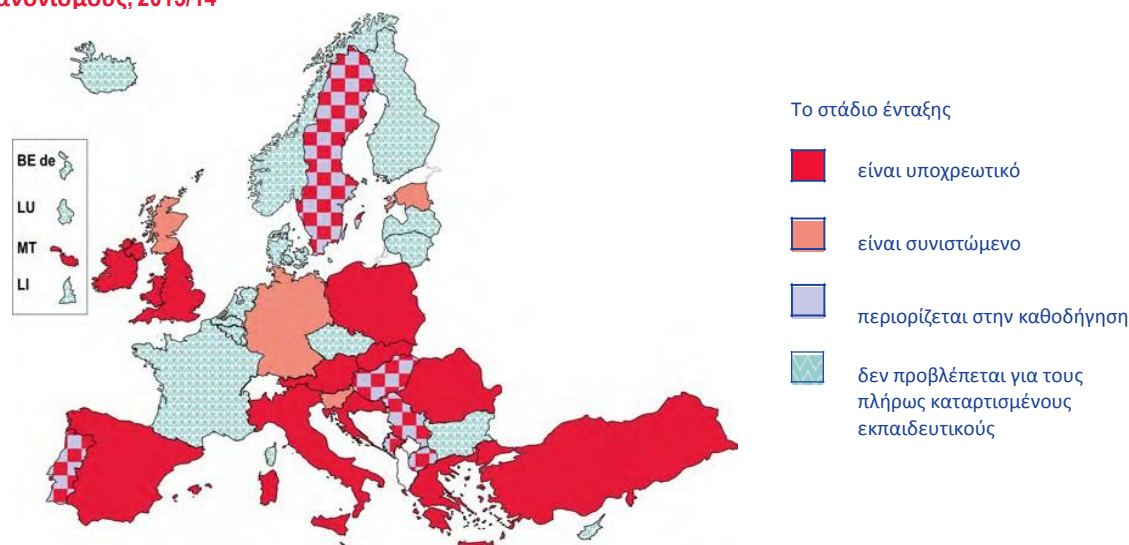 2013/14
BE de
LU
MT
LI
Το στάδιο ένταξης
είναι υποχρεωτικό
είναι συνιστώμενο
περιορίζεται στην καθοδήγηση
δεν προβλέπεται για τους
πλήρως καταρτισμένους
εκπαιδευτικούς